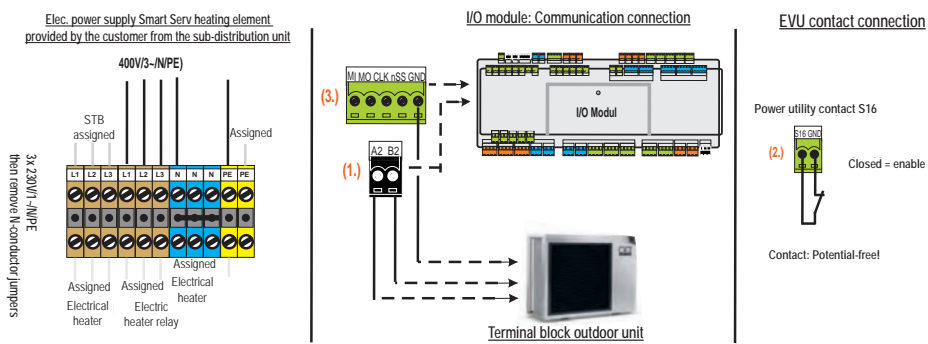 Elec. power supply Smart Serv heating element
provided by the customer from the sub-distribution unit
400V/3~/N/PE)
STB
assigned
Assigned
L1 L2 L3 L1 L2 L3 N N N PE PE
3x 230V/1~/N/PE
then remove N-conductor jumpers
Assigned
Electrical
heater
Assigned
Electric
heater relay
Assigned
Electrical
heater
I/O module: Communication connection
MI MO CLK nSS GND
(3.)
I/O Modul
A2 B2
(1.)
Terminal block outdoor unit
EVU contact connection
Power utility contact S16
S16 GND
(2.)
Closed = enable
Contact: Potential-free!